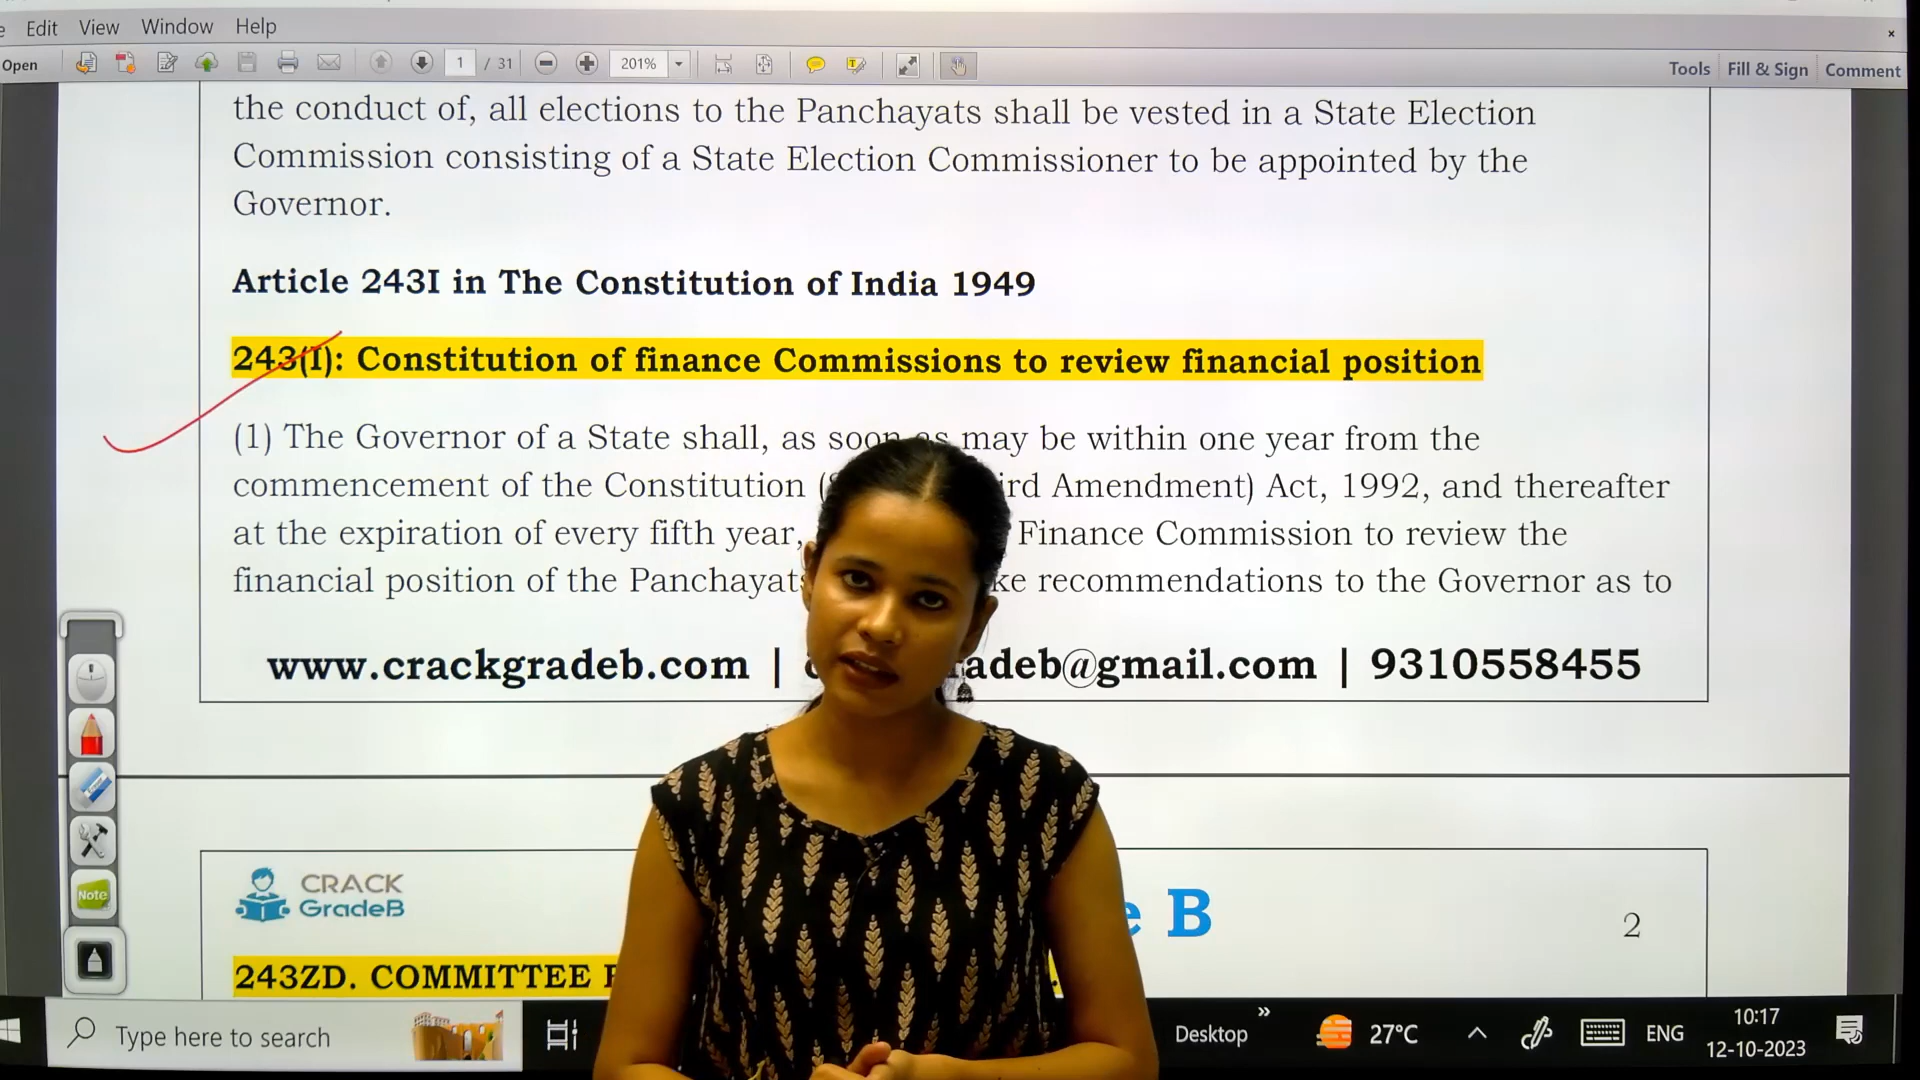 Edit View Window Help
Open 1 / 31 201% Tools Fill & Sign Comment
the conduct of, all elections to the Panchayats shall be vested in a State Election
Commission consisting of a State Election Commissioner to be appointed by the
Governor.
Article 243I in The Constitution of India 1949
243(I): Constitution of finance Commissions to review financial position
(1) The Governor of a State shall, as soon as may be within one year from the
commencement of the Constitution ( Amendment) Act, 1992, and thereafter
at the expiration of every fifth year, Finance Commission to review the
financial position of the Panchayats recommendations to the Governor as to
www.crackgradeb.com | @gmail.com | 9310558455
CRACK
GradeB
B
2
243ZD. COMMITTEE
Note
Type here to search
Desktop
27°C
ENG
10:17
12-10-2023